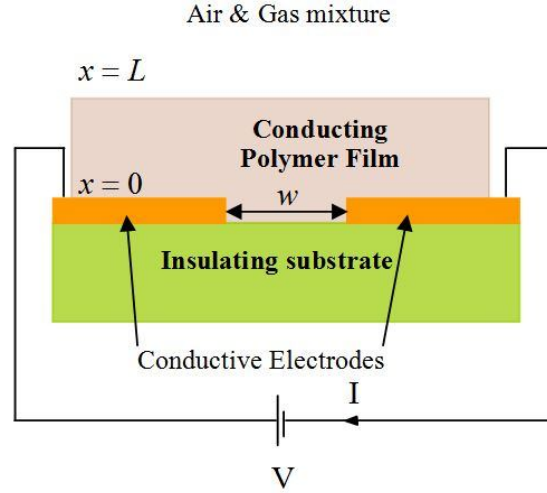 Air & Gas mixture
x = L
Conducting
Polymer Film
x = 0
w
Insulating substrate
Conductive Electrodes
I
V